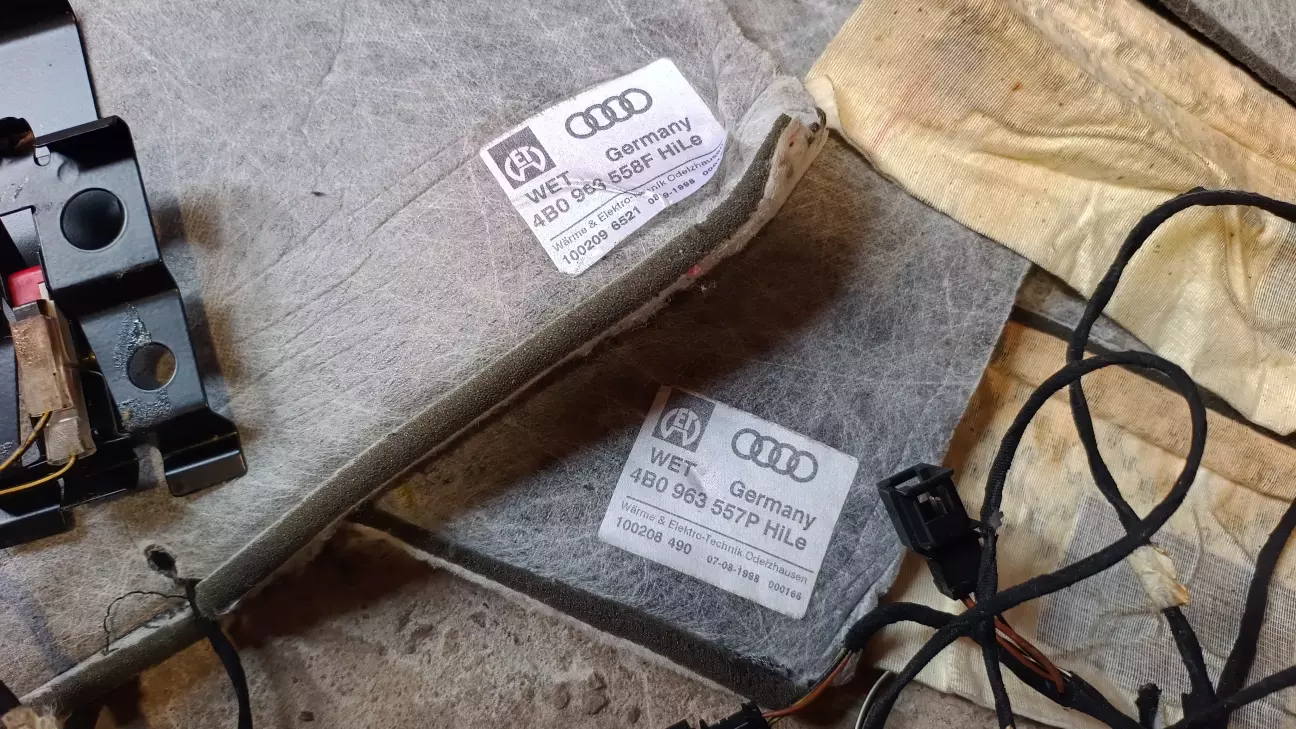 WET
Germany
4B0 963 558F HiLe
Wärme & Elektro-Technik Odelzhausen
100209 6521
WET
Germany
4B0 963 557P HiLe
Wärme & Elektro-Technik Odelzhausen
100208 490 07-08-1998 000166